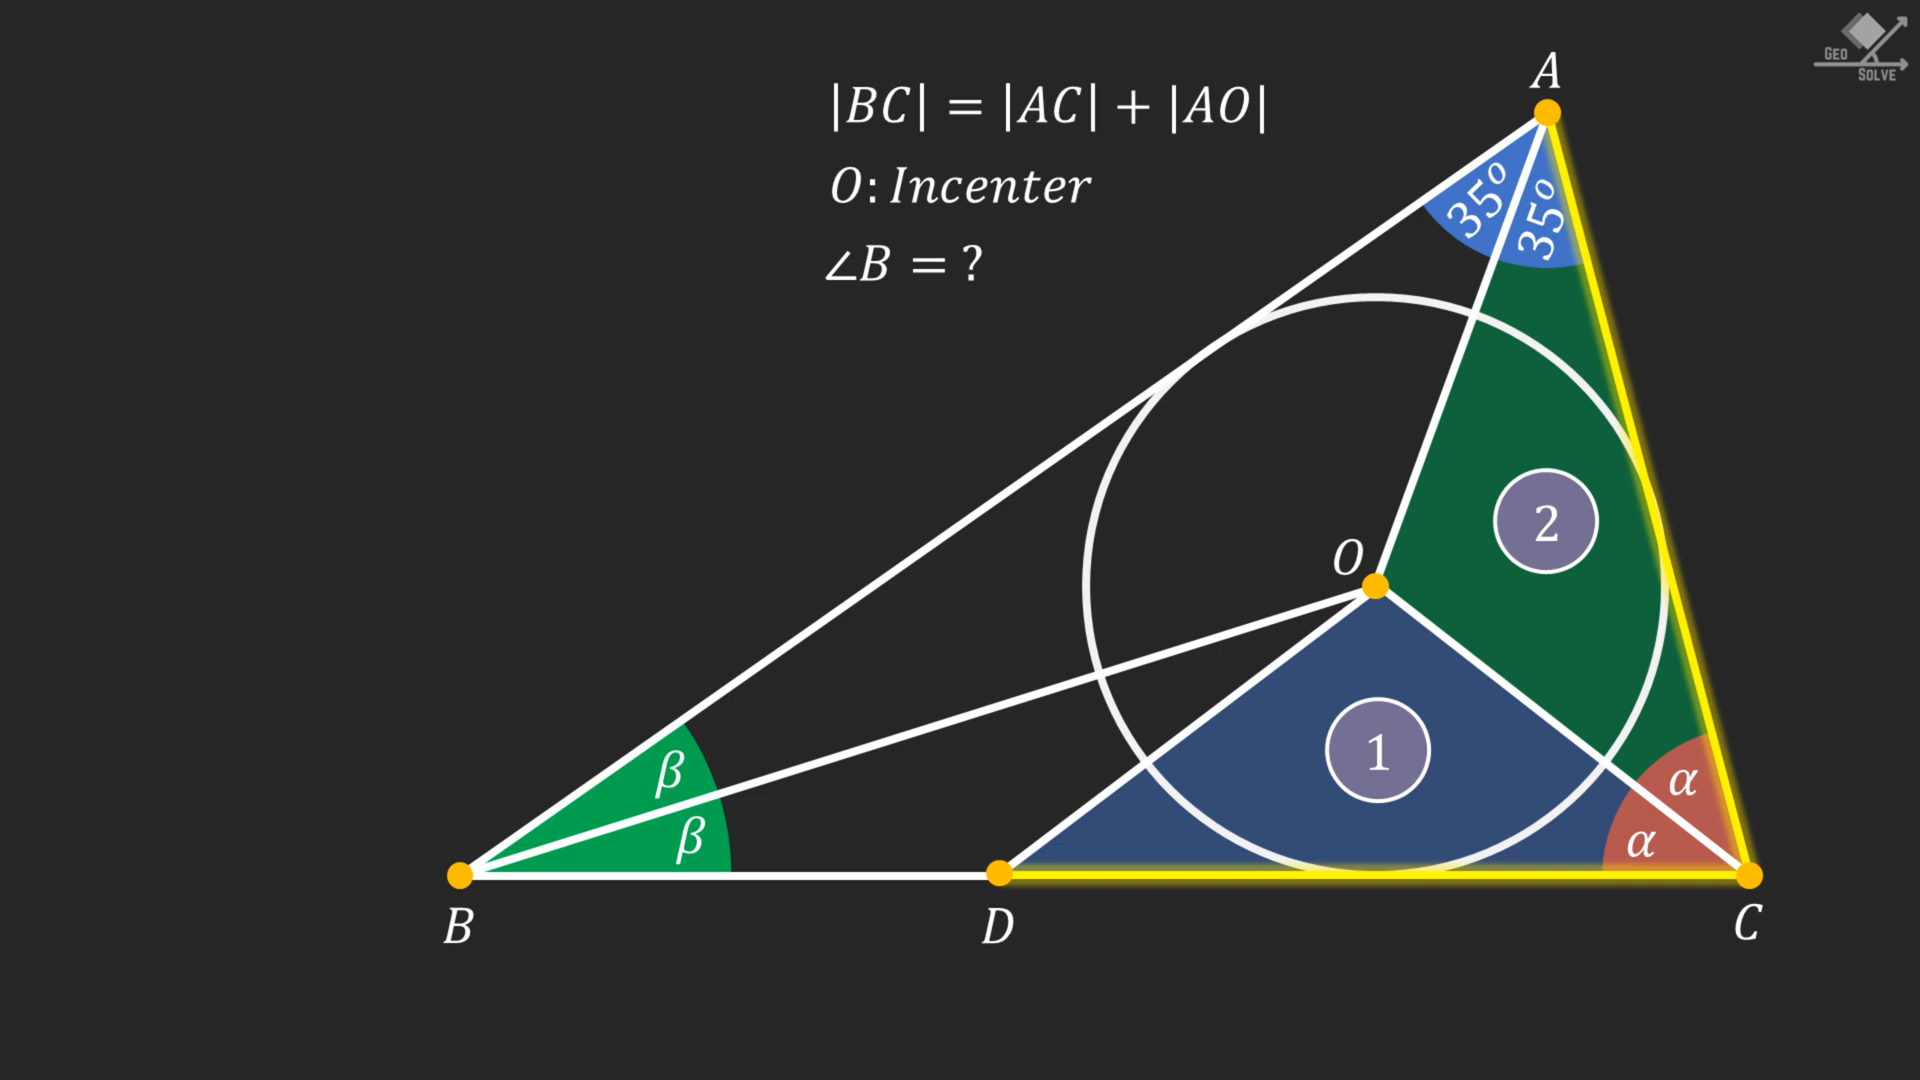 A
GEO
SOLVE
|BC| = |AC| + |AO|
O: Incenter
∠B = ?
35°
35°
2
O
1
β
β
α
α
B
D
C